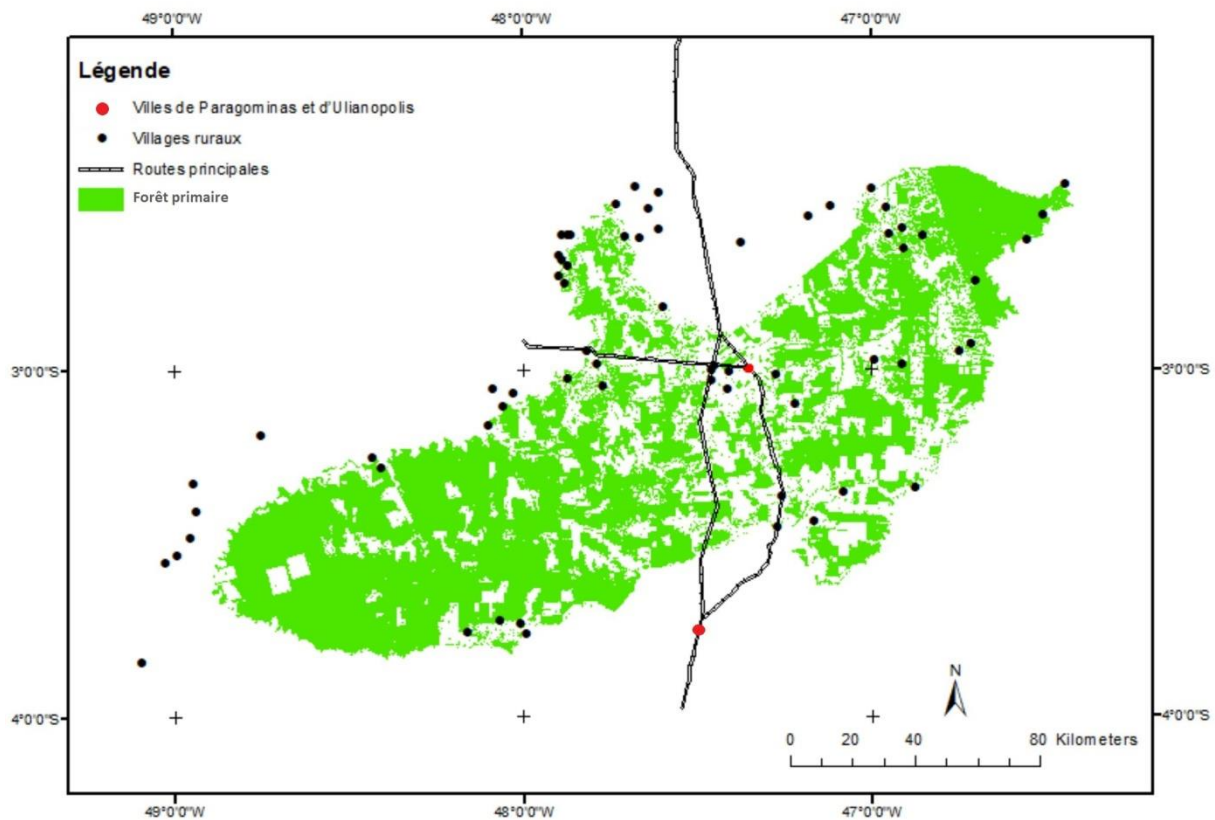 49°0'0"W 48°0'0"W 47°0'0"W
Légende
Villes de Paragominas et d'Ulianopolis
Villages ruraux
Routes principales
Forêt primaire
3°0'0"S 3°0'0"S
N
4°0'0"S 4°0'0"S
0 20 40 80 Kilometers
49°0'0"W 48°0'0"W 47°0'0"W